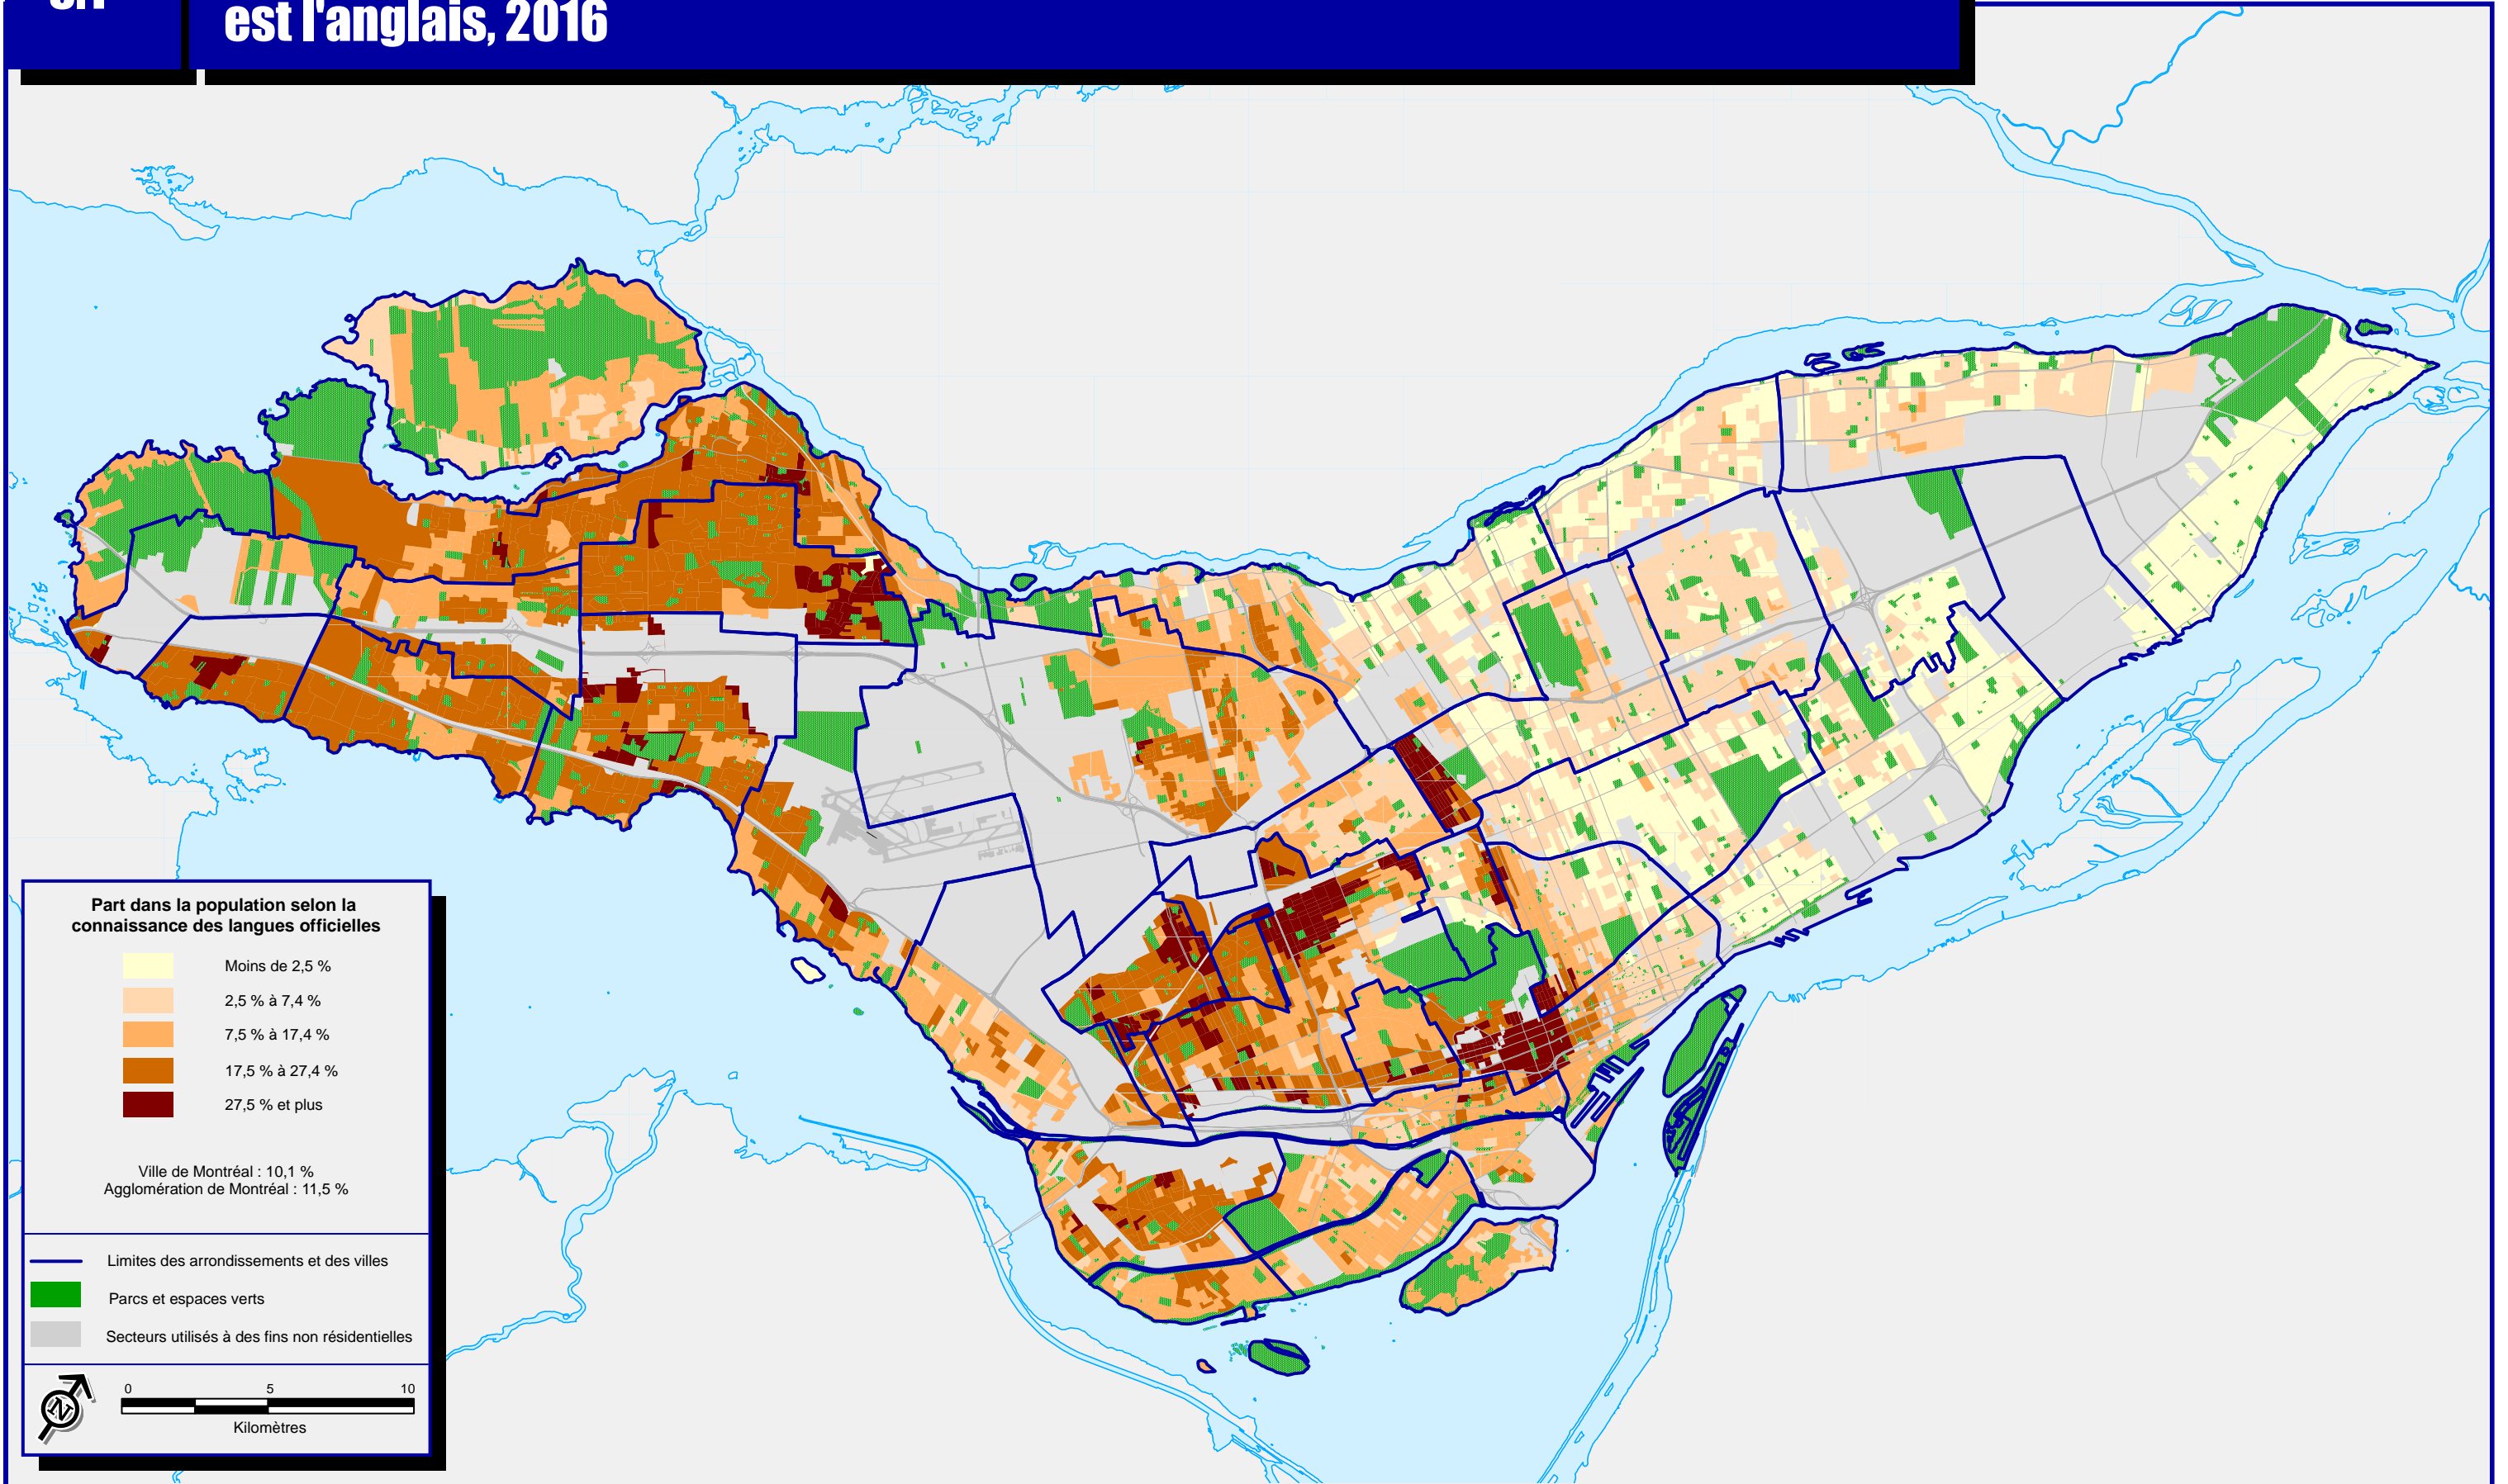 est l'anglais, 2016
Part dans la population selon la
connaissance des langues officielles
Moins de 2,5 %
2,5 % à 7,4 %
7,5 % à 17,4 %
17,5 % à 27,4 %
27,5 % et plus
Ville de Montréal : 10,1 %
Agglomération de Montréal : 11,5 %
Limites des arrondissements et des villes
Parcs et espaces verts
Secteurs utilisés à des fins non résidentielles
N
0 5 10
Kilomètres